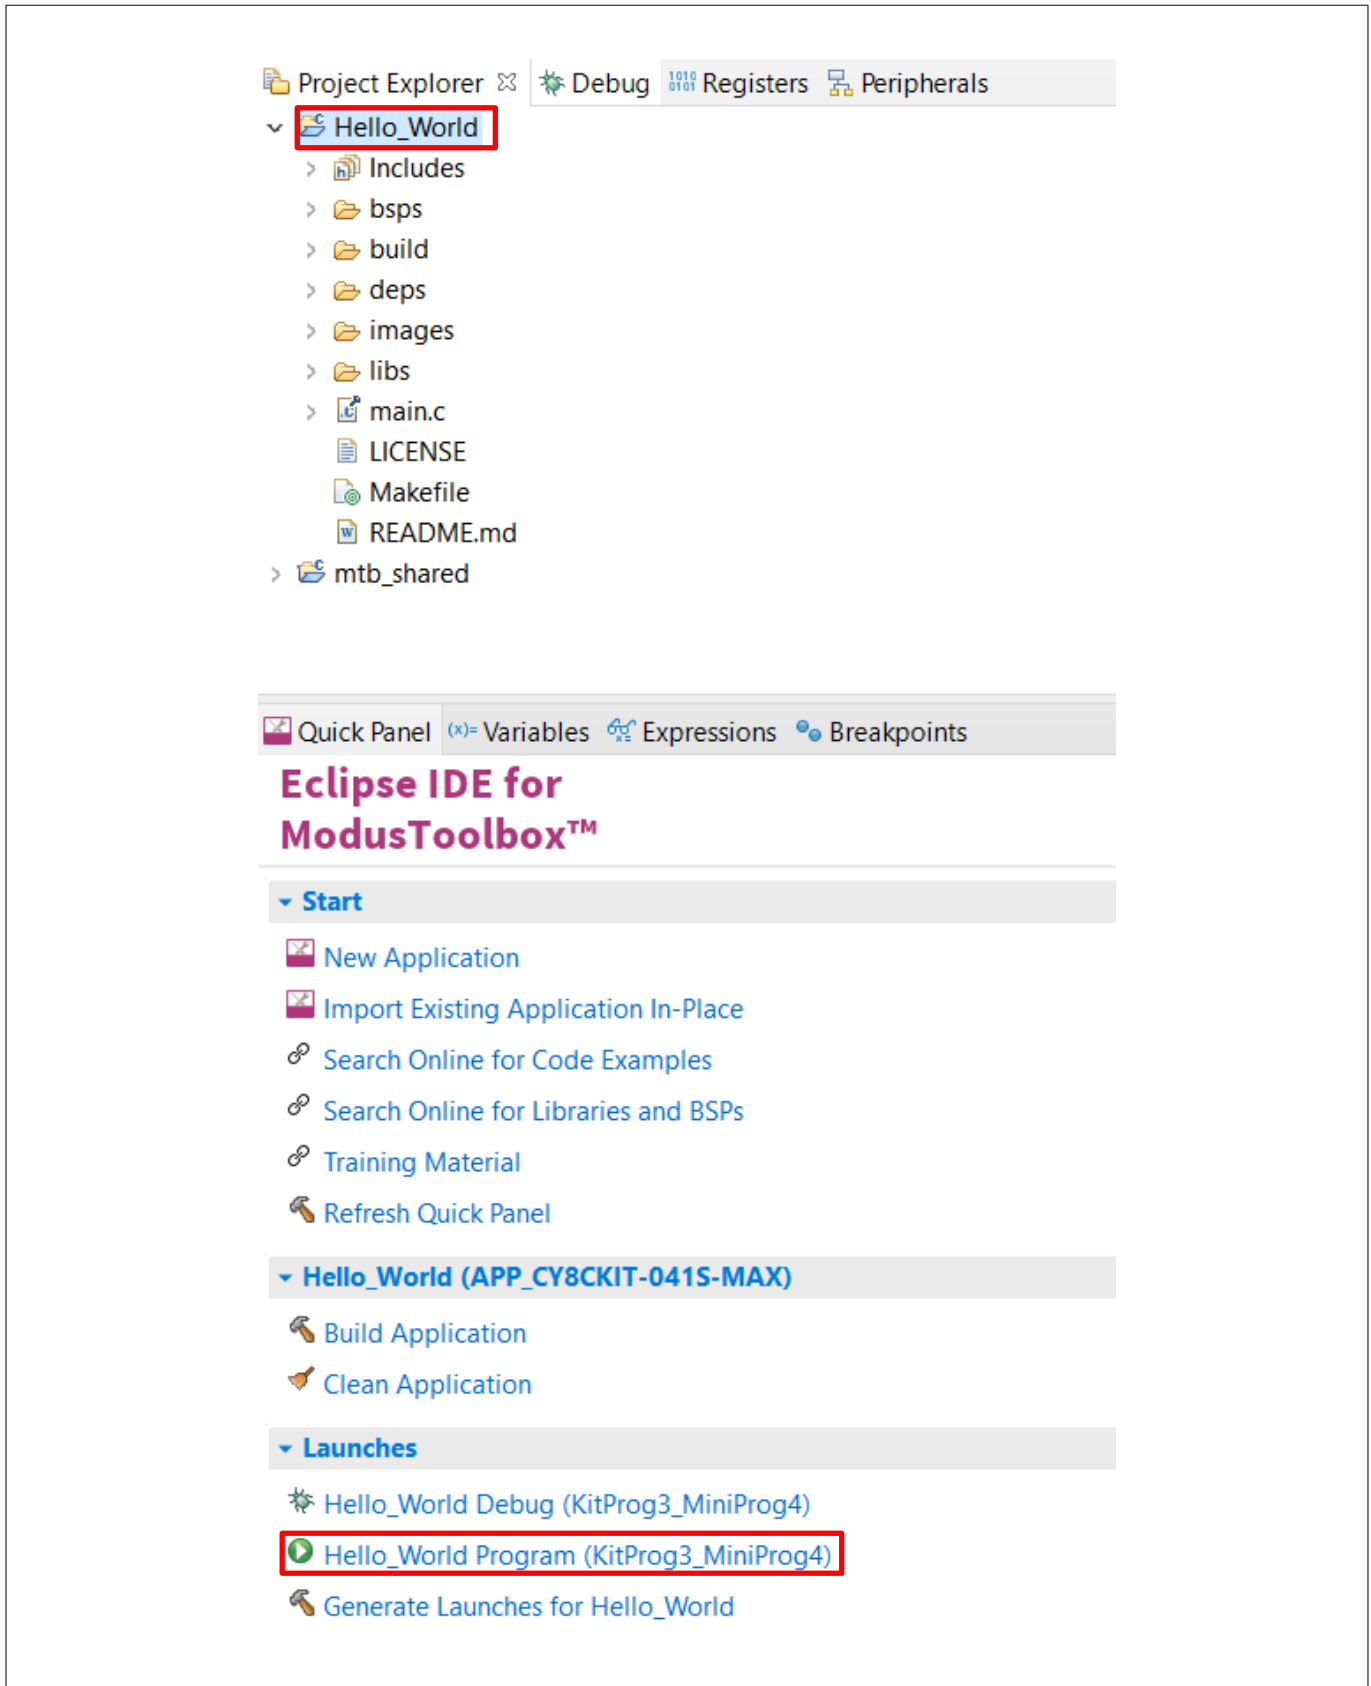 Project Explorer Debug 1010 0101 Registers Peripherals
Hello_World
Includes
bsps
build
deps
images
libs
main.c
LICENSE
Makefile
README.md
mtb_shared
Quick Panel (x)= Variables Expressions Breakpoints
Eclipse IDE for
ModusToolbox™
Start
New Application
Import Existing Application In-Place
Search Online for Code Examples
Search Online for Libraries and BSPs
Training Material
Refresh Quick Panel
Hello_World (APP_CY8CKIT-041S-MAX)
Build Application
Clean Application
Launches
Hello_World Debug (KitProg3_MiniProg4)
Hello_World Program (KitProg3_MiniProg4)
Generate Launches for Hello_World